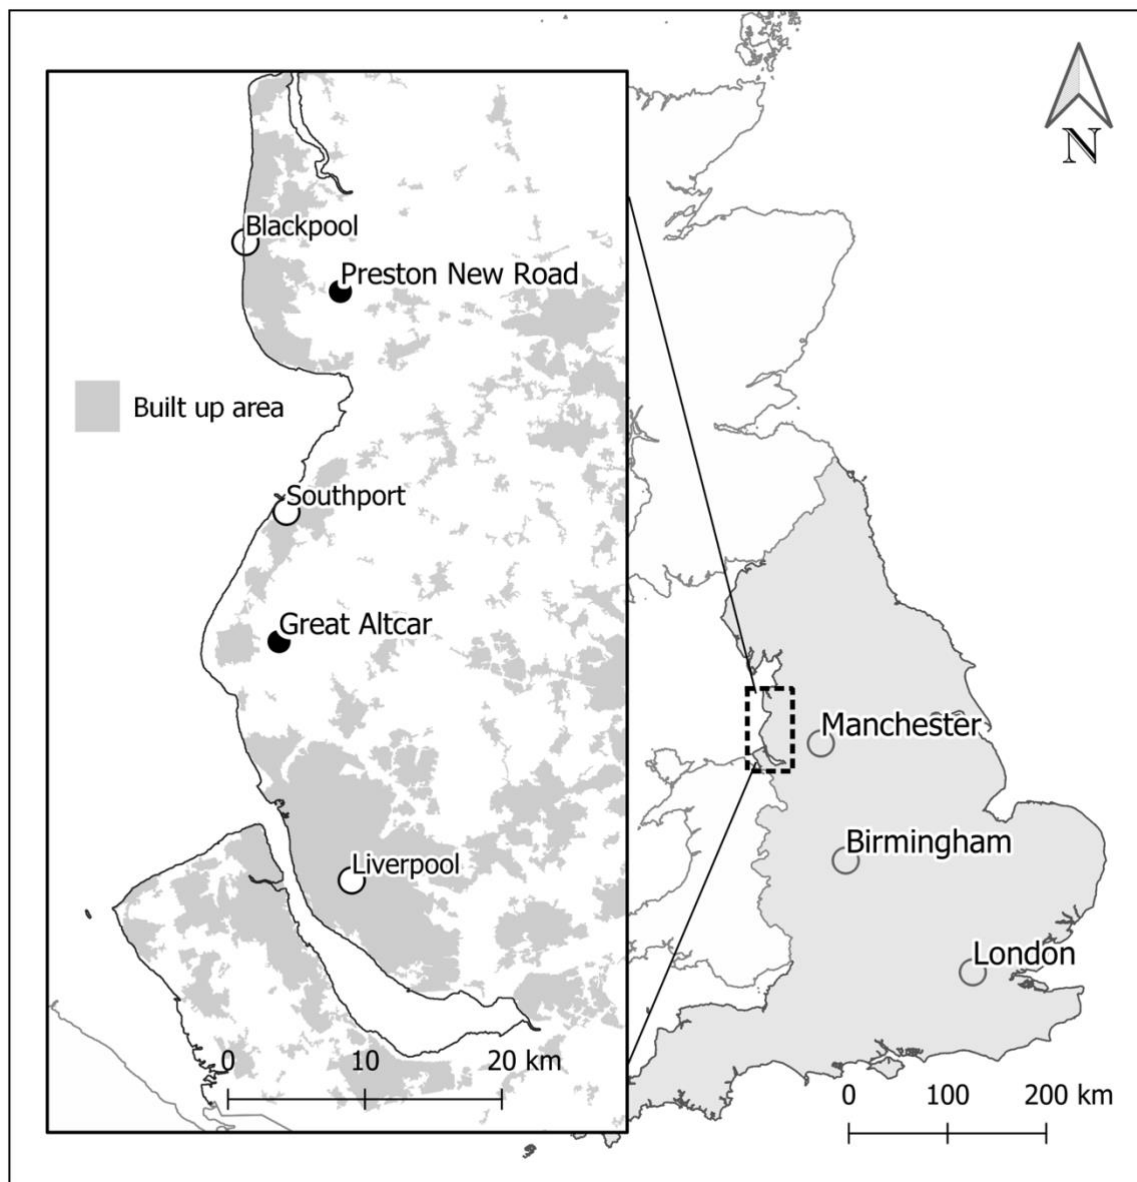 N
Blackpool
Preston New Road
Built up area
Southport
Great Altcar
Manchester
Birmingham
Liverpool
London
0 10 20 km
0 100 200 km